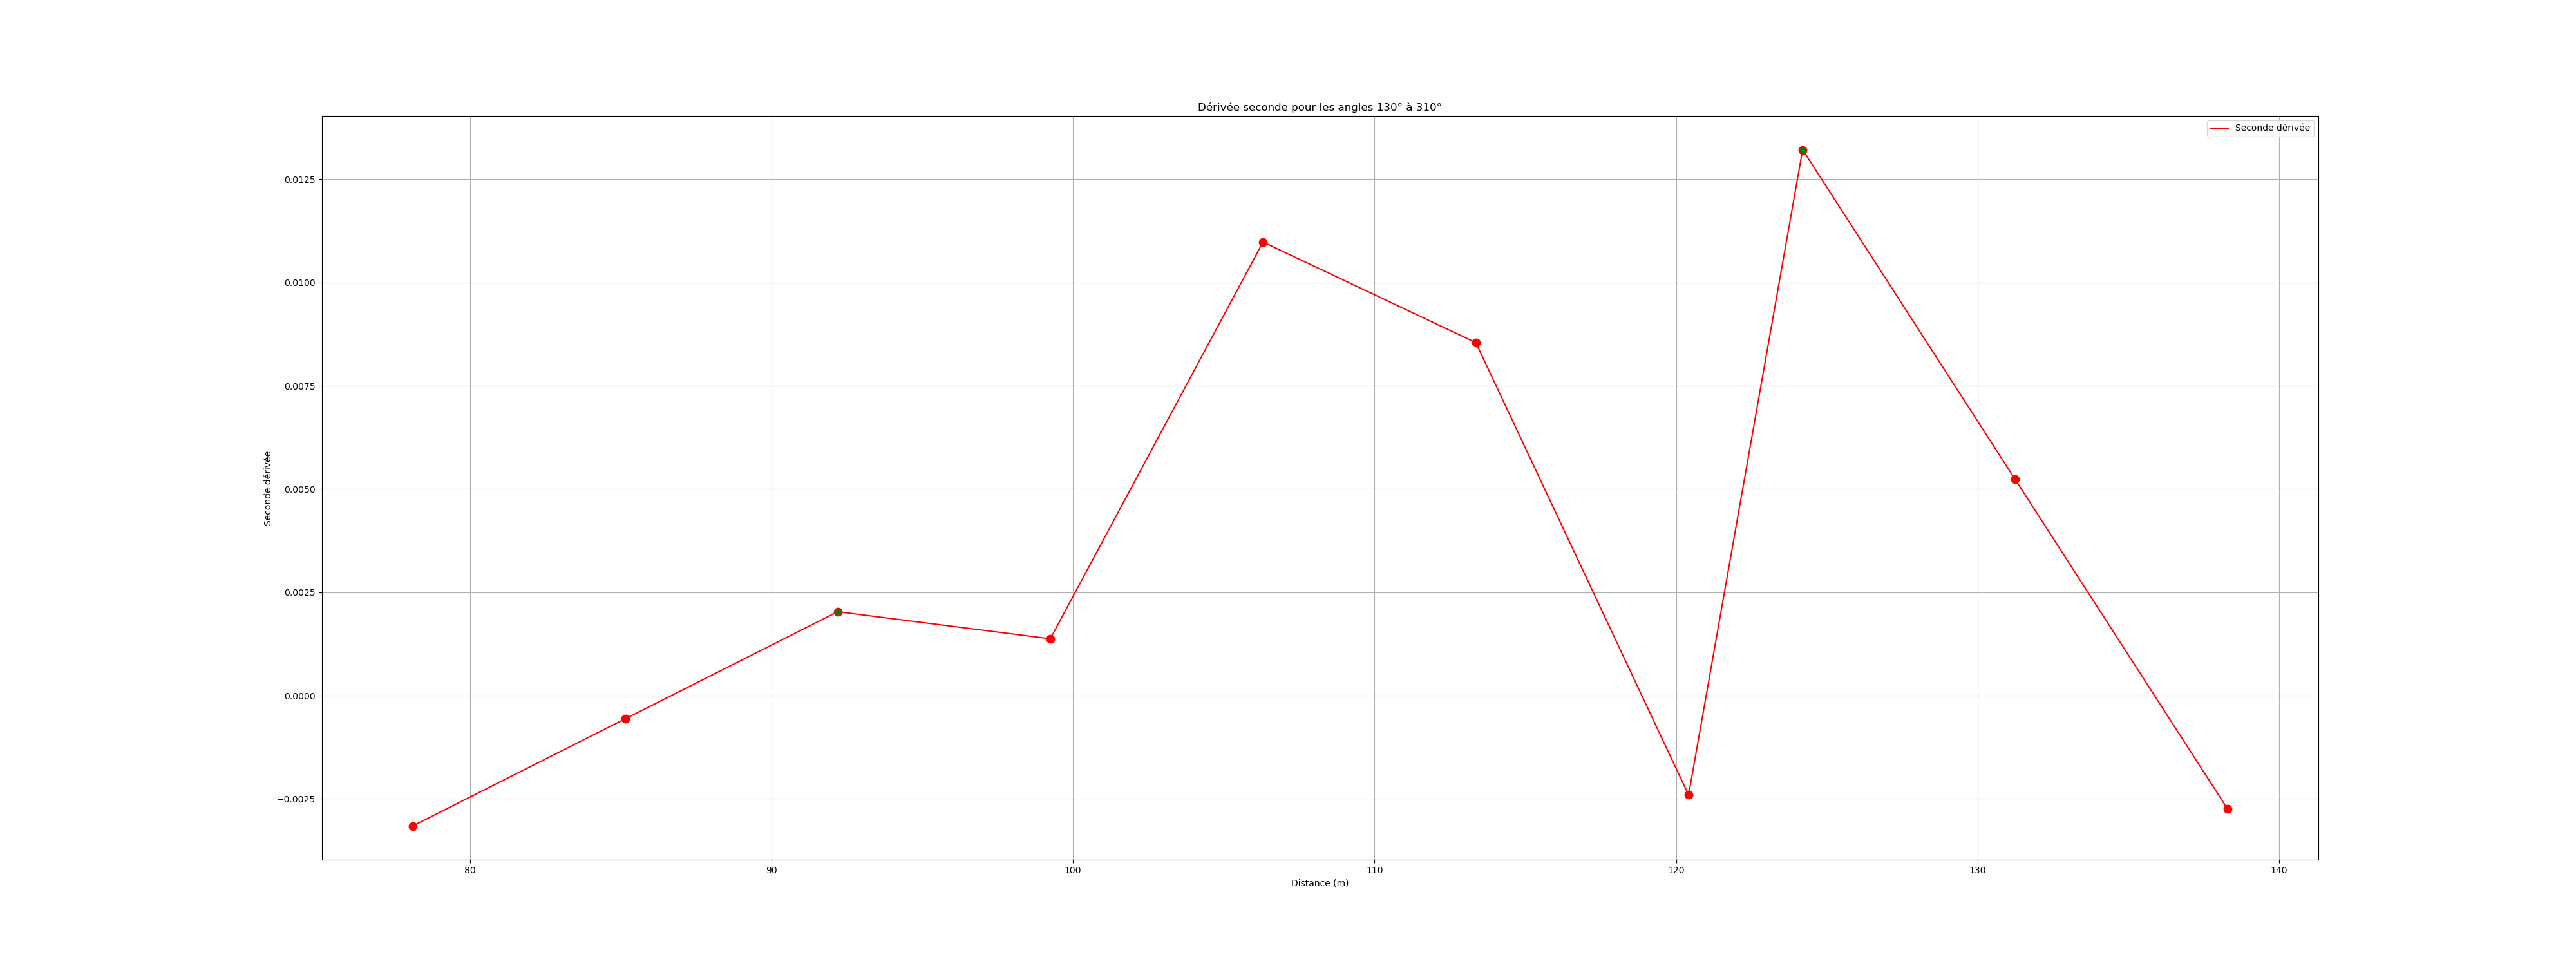 Dérivée seconde pour les angles 130° à 310°
Seconde dérivée
0.0125
0.0100
0.0075
0.0050
0.0025
0.0000
−0.0025
Seconde dérivée
80 90 100 110 120 130 140
Distance (m)